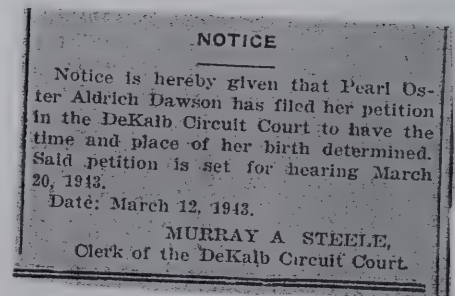 NOTICE
Notice is hereby given that Pearl Os-
ter Aldrich Dawson has filed her petition
in the DeKalb Circuit Court to have the
time and place of her birth determined.
Said petition is set for hearing March
20, 1943.
Date: March 12, 1943.
MURRAY A STEELE,
Clerk of the DeKalb Circuit Court.